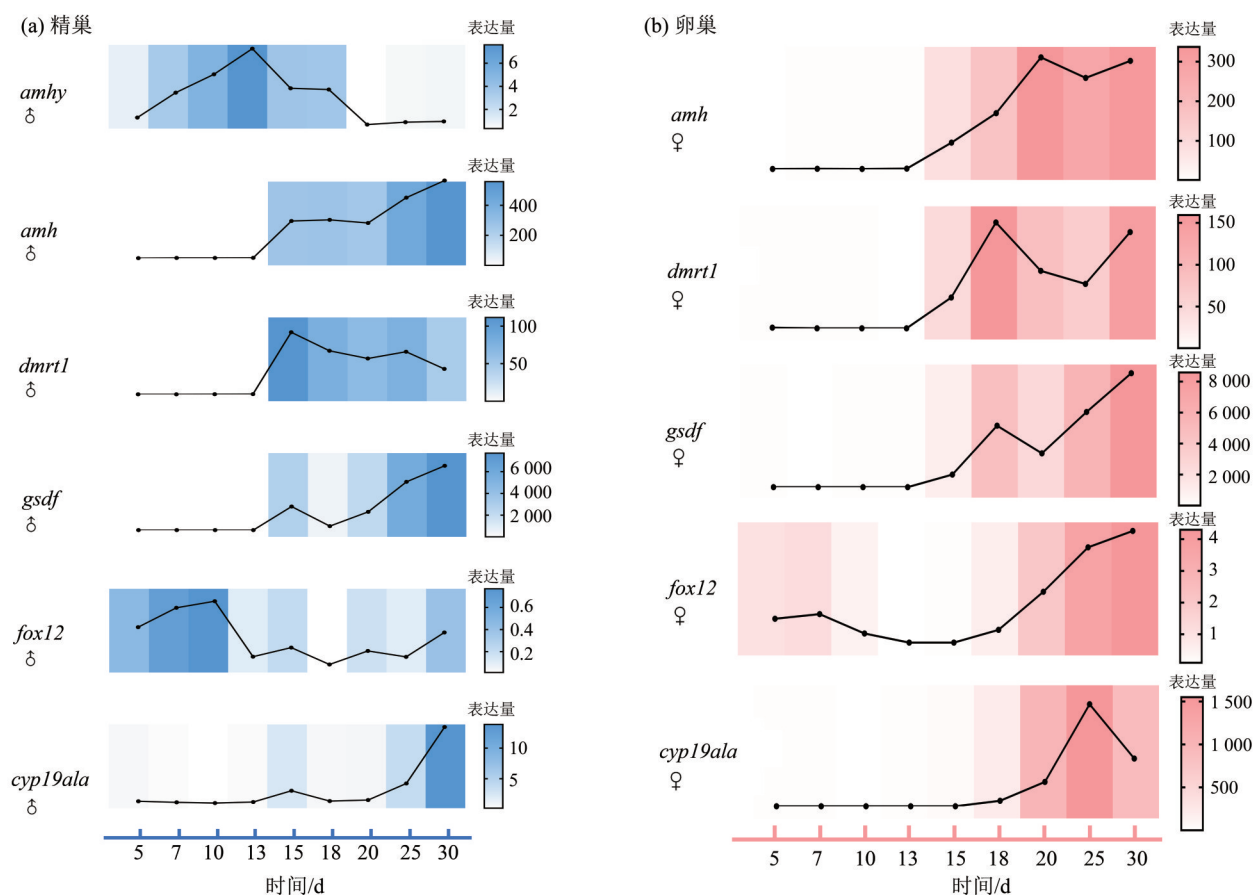 (a) 精巢
表达量
amhy
♂
6
4
2
表达量
amh
♂
400
200
表达量
dmrt1
♂
100
50
表达量
gsdf
♂
6 000
4 000
2 000
表达量
fox12
♂
0.6
0.4
0.2
表达量
cyp19ala
♂
10
5
5 7 10 13 15 18 20 25 30
时间/d
(b) 卵巢
表达量
amh
♀
300
200
100
表达量
dmrt1
♀
150
100
50
表达量
gsdf
♀
8 000
6 000
4 000
2 000
表达量
fox12
♀
4
3
2
1
表达量
cyp19ala
♀
1 500
1 000
500
5 7 10 13 15 18 20 25 30
时间/d